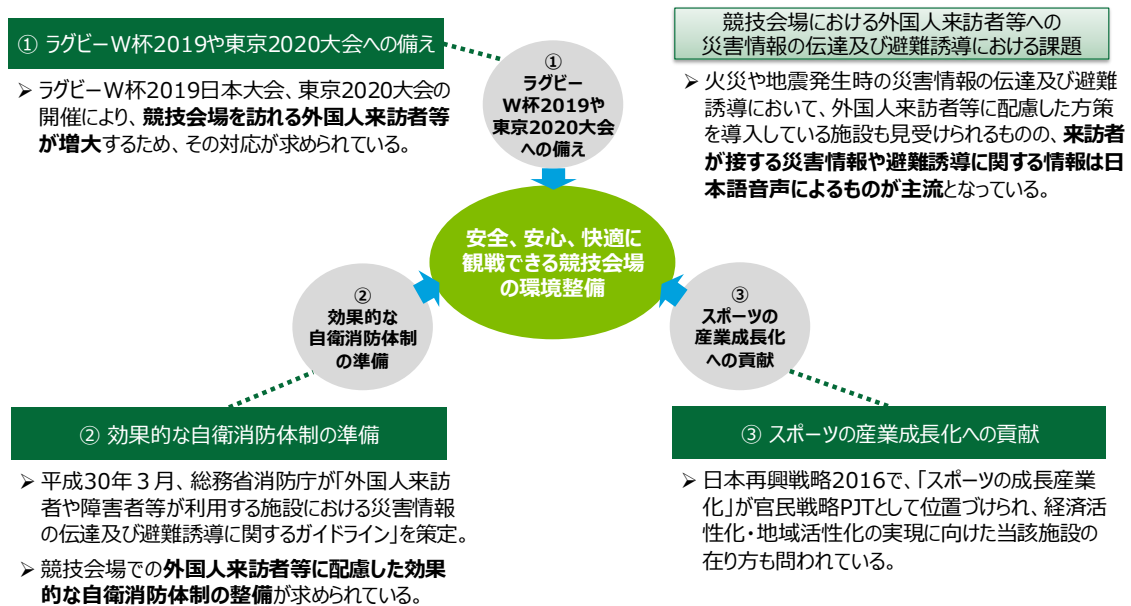 ① ラグビーW杯2019や東京2020大会への備え
➢ ラグビーW杯2019日本大会、東京2020大会の
開催により、競技会場を訪れる外国人来訪者等
が増大するため、その対応が求められている。
①
ラグビー
W杯2019や
東京2020大会
への備え
競技会場における外国人来訪者等への
災害情報の伝達及び避難誘導における課題
➢ 火災や地震発生時の災害情報の伝達及び避難
誘導において、外国人来訪者等に配慮した方策
を導入している施設も見受けられるものの、来訪者
が接する災害情報や避難誘導に関する情報は日
本語音声によるものが主流となっている。
安全、安心、快適に
観戦できる競技会場
の環境整備
②
効果的な
自衛消防体制
の準備
③
スポーツの
産業成長化
への貢献
② 効果的な自衛消防体制の準備
➢ 平成30年３月、総務省消防庁が「外国人来訪
者や障害者等が利用する施設における災害情報
の伝達及び避難誘導に関するガイドライン」を策定。
➢ 競技会場での外国人来訪者等に配慮した効果
的な自衛消防体制の整備が求められている。
③ スポーツの産業成長化への貢献
➢ 日本再興戦略2016で、「スポーツの成長産業
化」が官民戦略PJTとして位置づけられ、経済活
性化・地域活性化の実現に向けた当該施設の
在り方も問われている。